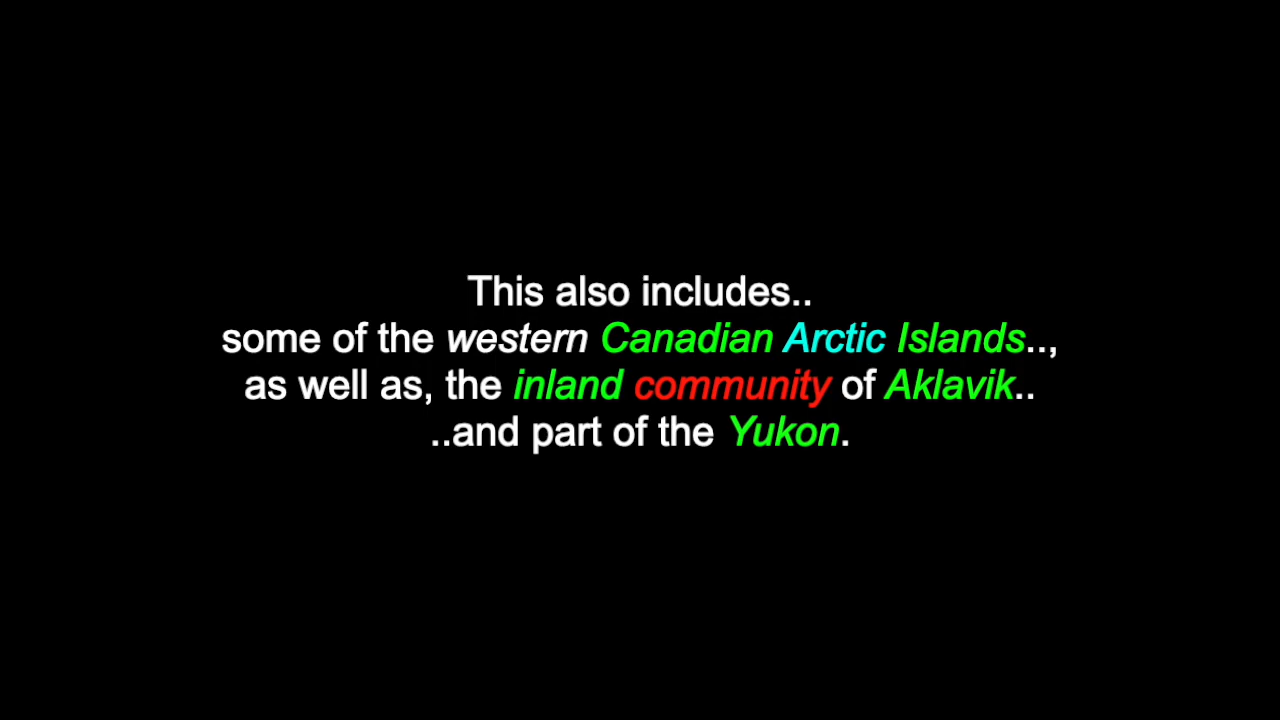 This also includes..
some of the western Canadian Arctic Islands..,
as well as, the inland community of Aklavik..
..and part of the Yukon.